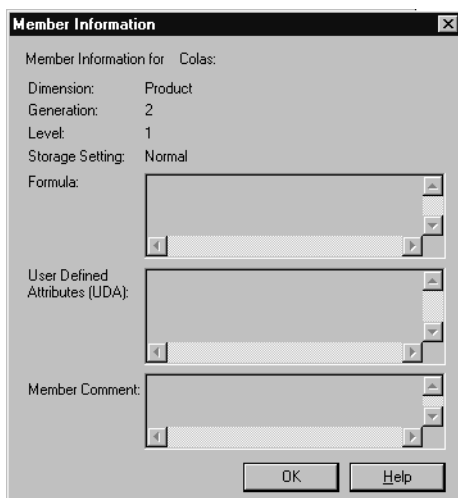 Member Information
Member Information for Colas:
Dimension: Product
Generation: 2
Level: 1
Storage Setting: Normal
Formula:
User Defined
Attributes (UDA):
Member Comment:
OK Help